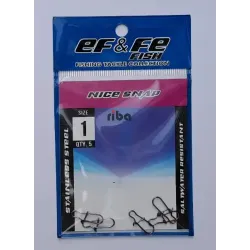 EF&FE
FISH
FISHING TACKLE COLLECTION
NICE SNAP
SIZE
1
QTY. 5
riba
STAINLESS STEEL
SALTWATER RESISTANT